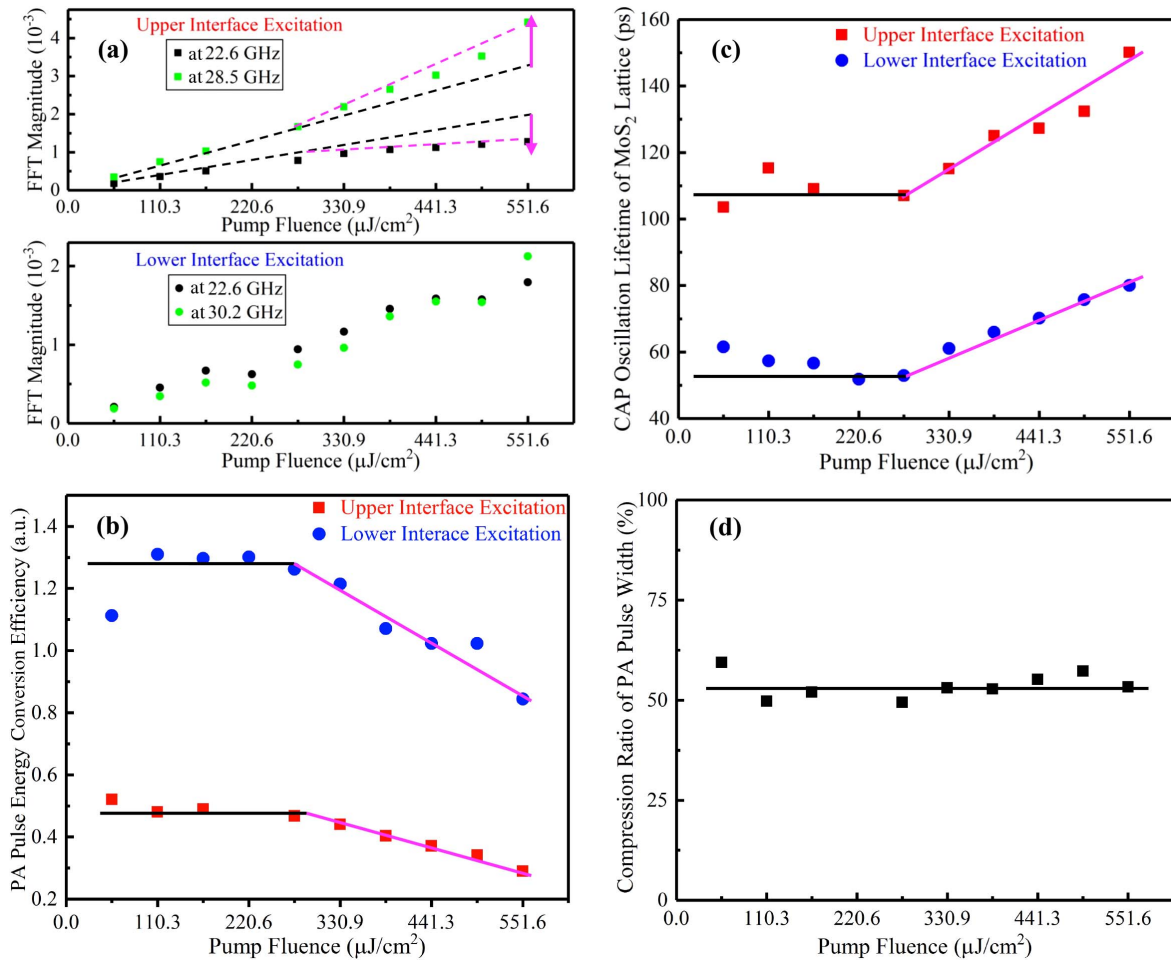 (a)
Upper Interface Excitation
at 22.6 GHz
at 28.5 GHz
FFT Magnitude (10⁻³)
4
3
2
1
0
0.0 110.3 220.6 330.9 441.3 551.6
Pump Fluence (μJ/cm²)
Lower Interface Excitation
at 22.6 GHz
at 30.2 GHz
FFT Magnitude (10⁻³)
2
1
0
0.0 110.3 220.6 330.9 441.3 551.6
Pump Fluence (μJ/cm²)
(c)
Upper Interface Excitation
Lower Interface Excitation
CAP Oscillation Lifetime of MoS₂ Lattice (ps)
160
140
120
100
80
60
40
0.0 110.3 220.6 330.9 441.3 551.6
Pump Fluence (μJ/cm²)
(b)
Upper Interface Excitation
Lower Interace Excitation
PA Pulse Energy Conversion Efficiency (a.u.)
1.4
1.2
1.0
0.8
0.6
0.4
0.2
0.0 110.3 220.6 330.9 441.3 551.6
Pump Fluence (μJ/cm²)
(d)
Compression Ratio of PA Pulse Width (%)
100
75
50
25
0
0.0 110.3 220.6 330.9 441.3 551.6
Pump Fluence (μJ/cm²)